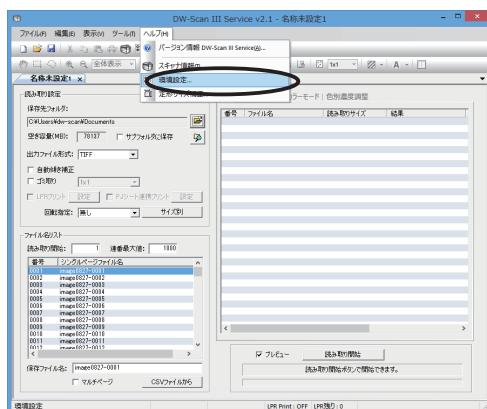 DW-Scan III Service v2.1 - 名称未設定1
ファイル(F) 編集(E) 表示(V) ツール(T) ヘルプ(H)
バージョン情報 DW-Scan III Service(A)...
全体表示
スキャナ情報
1x1
環境設定...
名称未設定1 x
定形サイズ
読み取り設定
カラーモード 色別濃度調整
保存先フォルダ:
C:¥Users¥dw-scan¥Documents
番号 ファイル名 読み取りサイズ 結果
空き容量(MB): 78137 サブフォルダに保存
出力ファイル形式: TIFF
自動傾き補正
ゴミ取り 1x1
LPRプリント 設定 PJシート連携プリント 設定
回転指定: 無し サイズ別
ファイル名リスト
読み取り開始: 1 連番最大値: 1000
番号 シングルページファイル名
0001 image0827-0001
0002 image0827-0002
0003 image0827-0003
0004 image0827-0004
0005 image0827-0005
0006 image0827-0006
0007 image0827-0007
0008 image0827-0008
0009 image0827-0009
0010 image0827-0010
0011 image0827-0011
0012 image0827-0012
保存ファイル名: image0827-0001
マルチページ CSVファイルから
プレビュー 読み取り開始
読み取り開始ボタンで開始できます。
環境設定 LPR Print : OFF LPR残り : 0